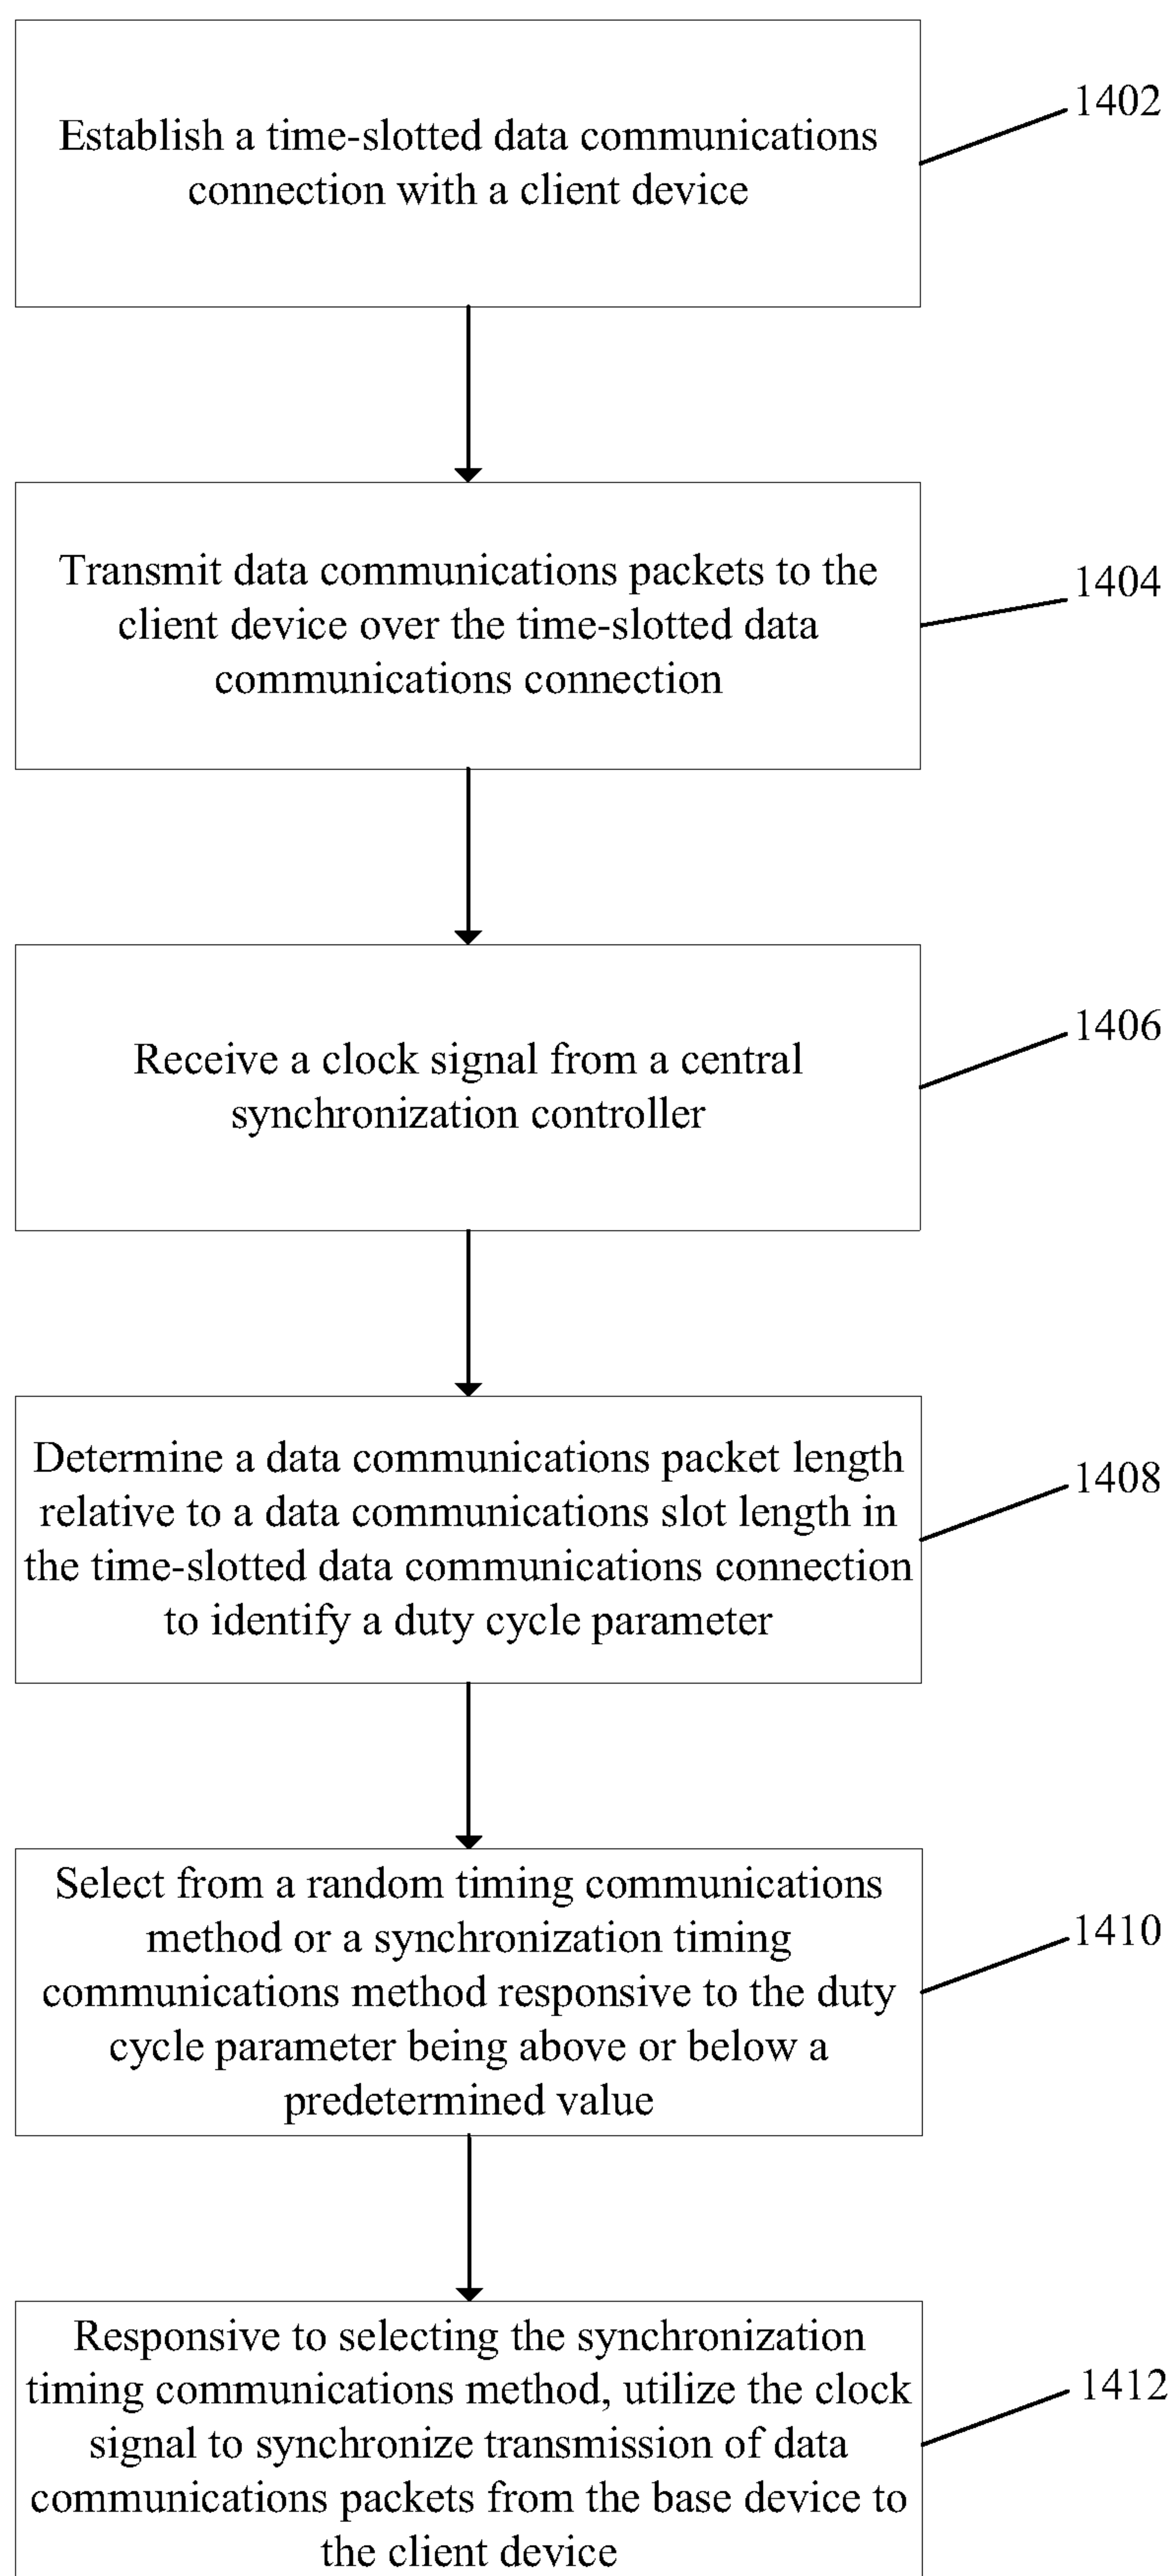 Establish a time-slotted data communications
connection with a client device
1402
Transmit data communications packets to the
client device over the time-slotted data
communications connection
1404
Receive a clock signal from a central
synchronization controller
1406
Determine a data communications packet length
relative to a data communications slot length in
the time-slotted data communications connection
to identify a duty cycle parameter
1408
Select from a random timing communications
method or a synchronization timing
communications method responsive to the duty
cycle parameter being above or below a
predetermined value
1410
Responsive to selecting the synchronization
timing communications method, utilize the clock
signal to synchronize transmission of data
communications packets from the base device to
the client device
1412